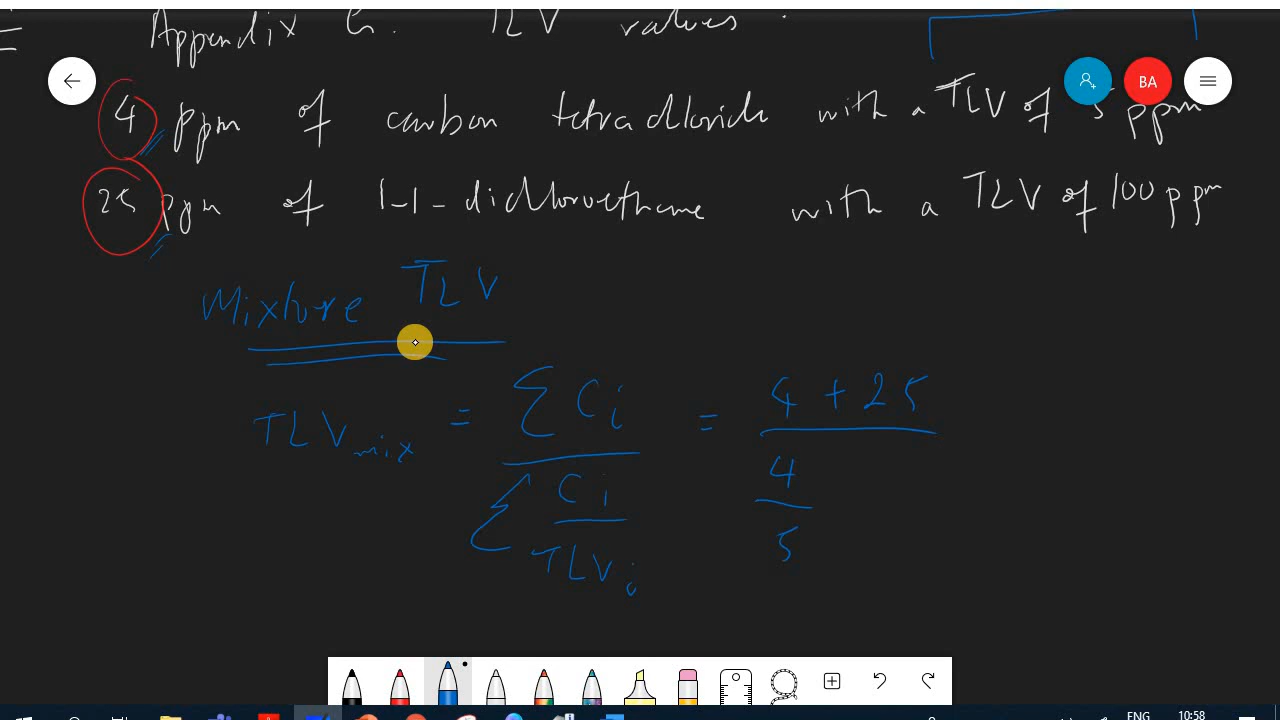 Appendix G. TLV values.
BA
4 ppm of carbon tetrachloride with a TLV of 5 ppm
25 ppm of 1-1-dichloroethane with a TLV of 100 ppm
Mixture TLV
TLVmix = ΣCi / Σ Ci/TLVi = 4 + 25 / 4/5
ENG 10:58